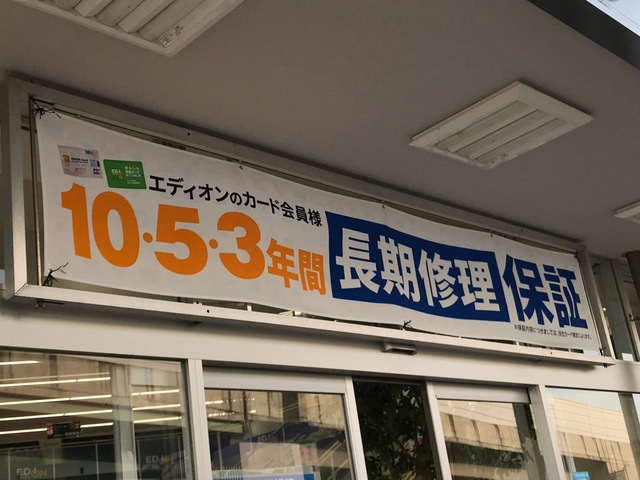 エディオンのカード会員様
10・5・3年間 長期修理保証